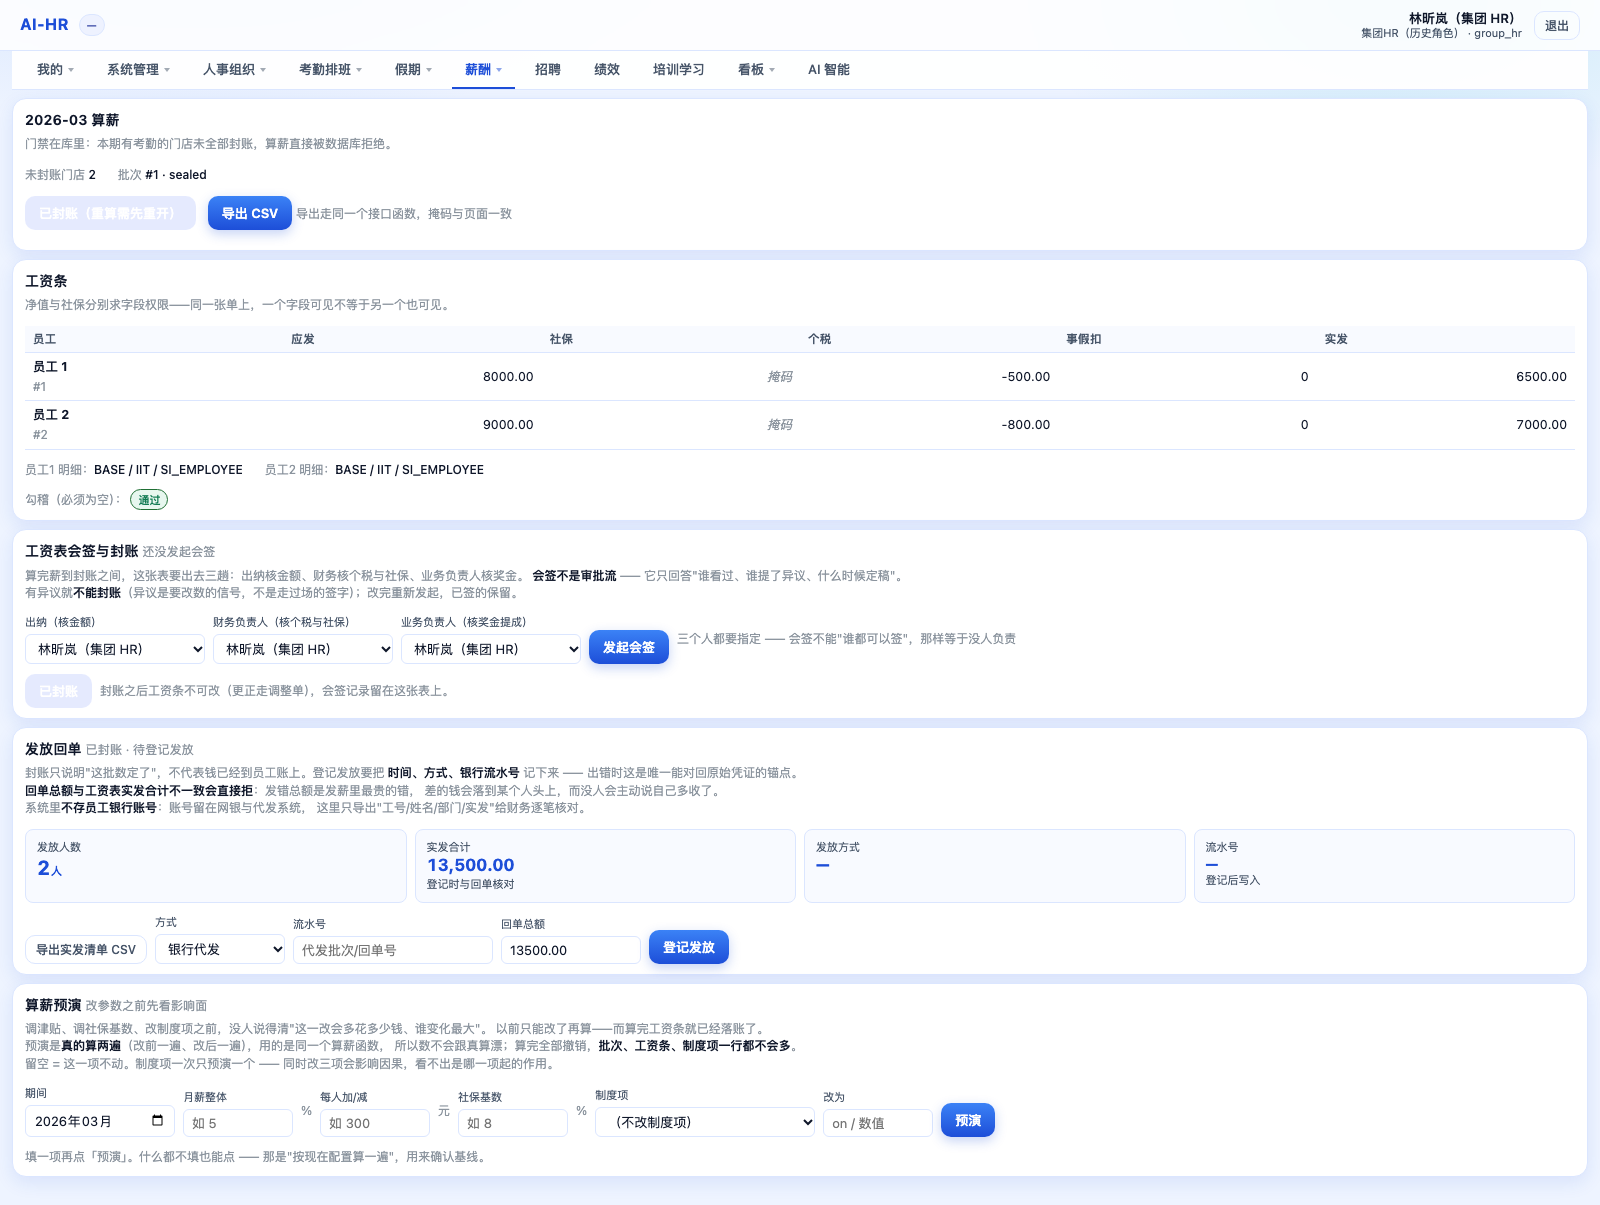 AI-HR —
林昕岚（集团 HR）
集团HR（历史角色） · group_hr
退出
我的 系统管理 人事组织 考勤排班 假期 薪酬 招聘 绩效 培训学习 看板 AI 智能
2026-03 算薪
门禁在库里：本期有考勤的门店未全部封账，算薪直接被数据库拒绝。
未封账门店 2 批次 #1 · sealed
已封账（重算需先重开） 导出 CSV 导出走同一个接口函数，掩码与页面一致
工资条
净值与社保分别求字段权限——同一张单上，一个字段可见不等于另一个也可见。
员工 应发 社保 个税 事假扣 实发
员工 1
#1
8000.00 掩码 -500.00 0 6500.00
员工 2
#2
9000.00 掩码 -800.00 0 7000.00
员工1 明细：BASE / IIT / SI_EMPLOYEE 员工2 明细：BASE / IIT / SI_EMPLOYEE
勾稽（必须为空）： 通过
工资表会签与封账 还没发起会签
算完薪到封账之间，这张表要出去三趟：出纳核金额、财务核个税与社保、业务负责人核奖金。 会签不是审批流 —— 它只回答"谁看过、谁提了异议、什么时候定稿"。
有异议就不能封账（异议是要改数的信号，不是走过场的签字）；改完重新发起，已签的保留。
出纳（核金额） 财务负责人（核个税与社保） 业务负责人（核奖金提成）
林昕岚（集团 HR） 林昕岚（集团 HR） 林昕岚（集团 HR） 发起会签 三个人都要指定 —— 会签不能"谁都可以签"，那样等于没人负责
已封账 封账之后工资条不可改（更正走调整单），会签记录留在这张表上。
发放回单 已封账 · 待登记发放
封账只说明"这批数定了"，不代表钱已经到员工账上。登记发放要把 时间、方式、银行流水号 记下来 —— 出错时这是唯一能对回原始凭证的锚点。
回单总额与工资表实发合计不一致会直接拒：发错总额是发薪里最贵的错， 差的钱会落到某个人头上，而没人会主动说自己多收了。
系统里不存员工银行账号：账号留在网银与代发系统， 这里只导出"工号/姓名/部门/实发"给财务逐笔核对。
发放人数
2人
实发合计
13,500.00
登记时与回单核对
发放方式
—
流水号
—
登记后写入
方式 流水号 回单总额
导出实发清单 CSV 银行代发 代发批次/回单号 13500.00 登记发放
算薪预演 改参数之前先看影响面
调津贴、调社保基数、改制度项之前，没人说得清"这一改会多花多少钱、谁变化最大"。 以前只能改了再算——而算完工资条就已经落账了。
预演是真的算两遍（改前一遍、改后一遍），用的是同一个算薪函数， 所以数不会跟真算漂；算完全部撤销，批次、工资条、制度项一行都不会多。
留空 = 这一项不动。制度项一次只预演一个 —— 同时改三项会影响因果，看不出是哪一项起的作用。
期间 月薪整体 每人加/减 社保基数 制度项 改为
2026年03月 如 5 % 如 300 元 如 8 % （不改制度项） on / 数值 预演
填一项再点「预演」。什么都不填也能点 —— 那是"按现在配置算一遍"，用来确认基线。